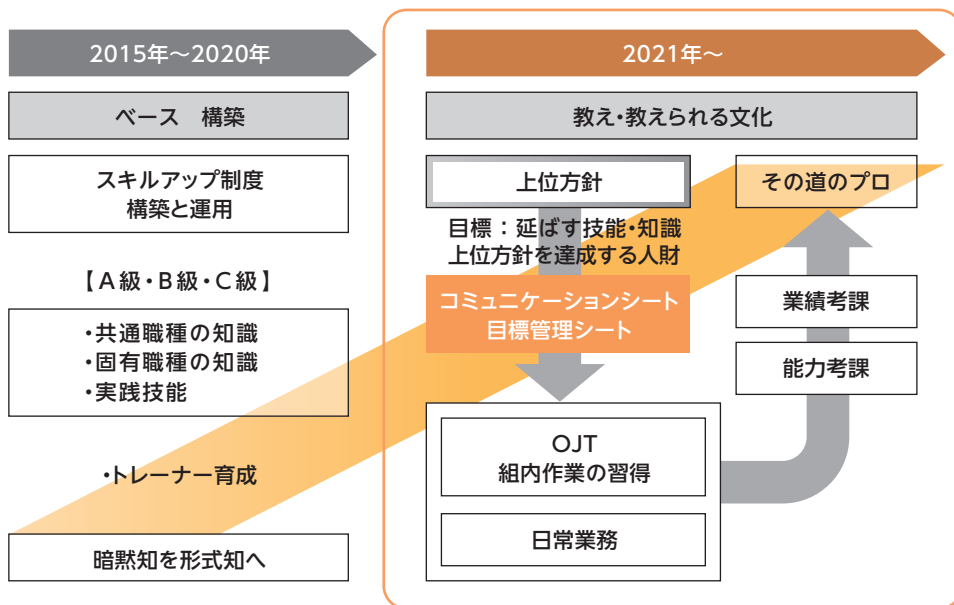 2015年～2020年
ベース　構築
スキルアップ制度
構築と運用
【A級・B級・C級】
・共通職種の知識
・固有職種の知識
・実践技能
・トレーナー育成
暗黙知を形式知へ
2021年～
教え・教えられる文化
上位方針
目標：延ばす技能・知識
上位方針を達成する人財
コミュニケーションシート
目標管理シート
OJT
組内作業の習得
日常業務
その道のプロ
業績考課
能力考課